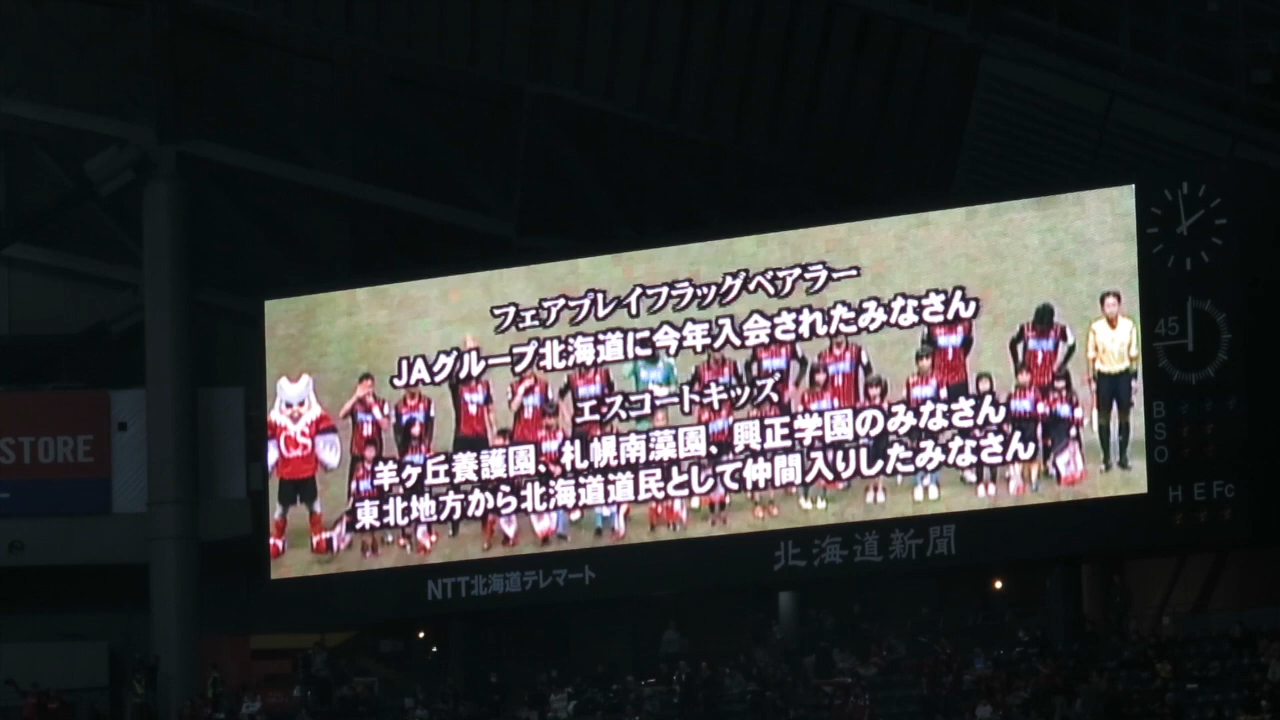 フェアプレイフラッグベアラー
JAグループ北海道に今年入会されたみなさん
エスコートキッズ
羊ヶ丘養護園、札幌南藻園、興正学園のみなさん
東北地方から北海道道民として仲間入りしたみなさん
NTT北海道テレマート
北海道新聞
STORE
CS
45
B
S
O
H E Fc